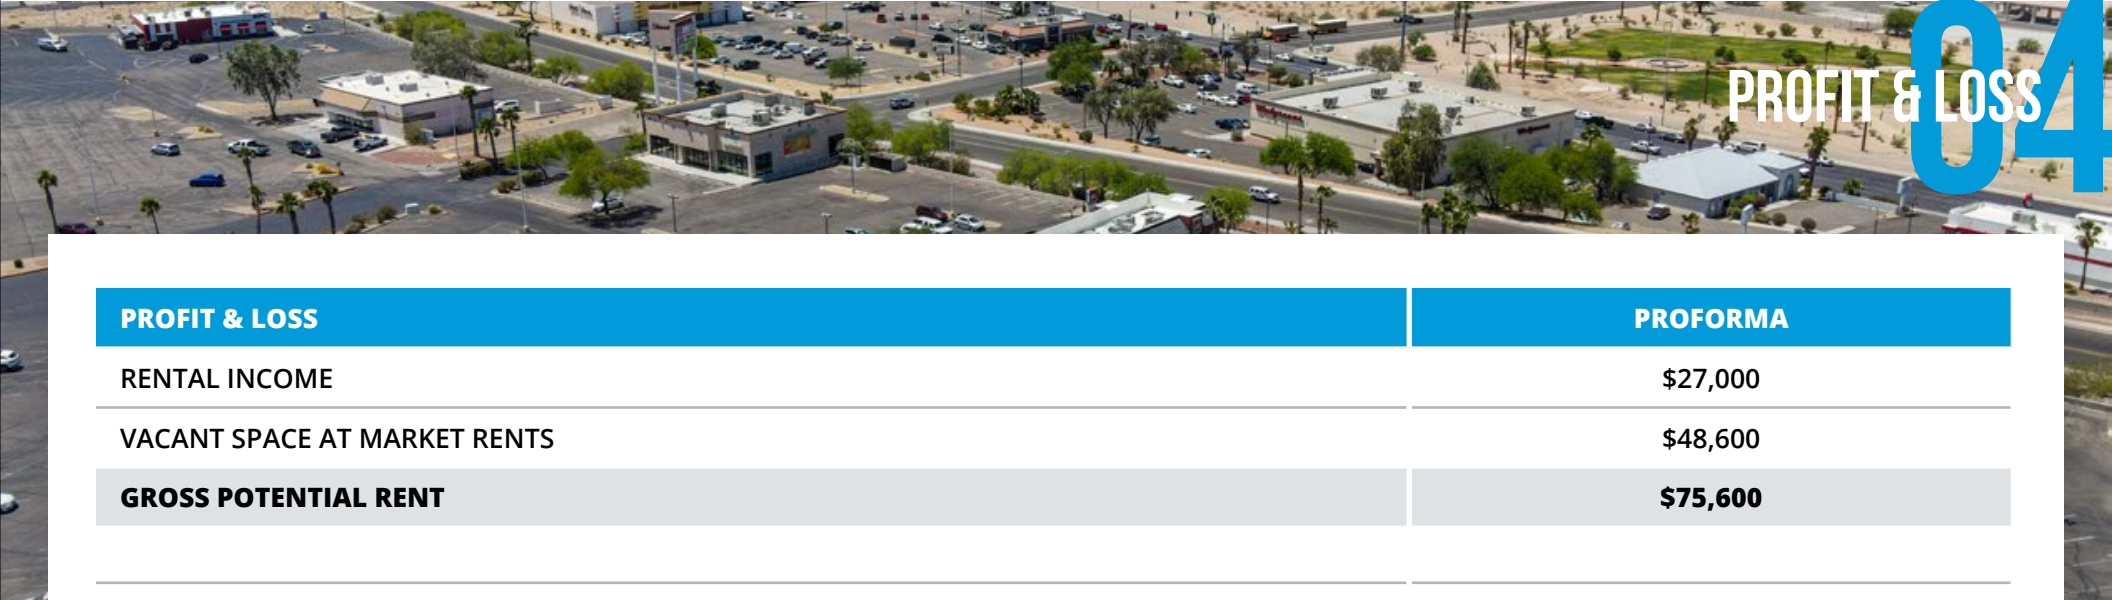 04
PROFIT & LOSS
PROFIT & LOSS PROFORMA
RENTAL INCOME $27,000
VACANT SPACE AT MARKET RENTS $48,600
GROSS POTENTIAL RENT $75,600